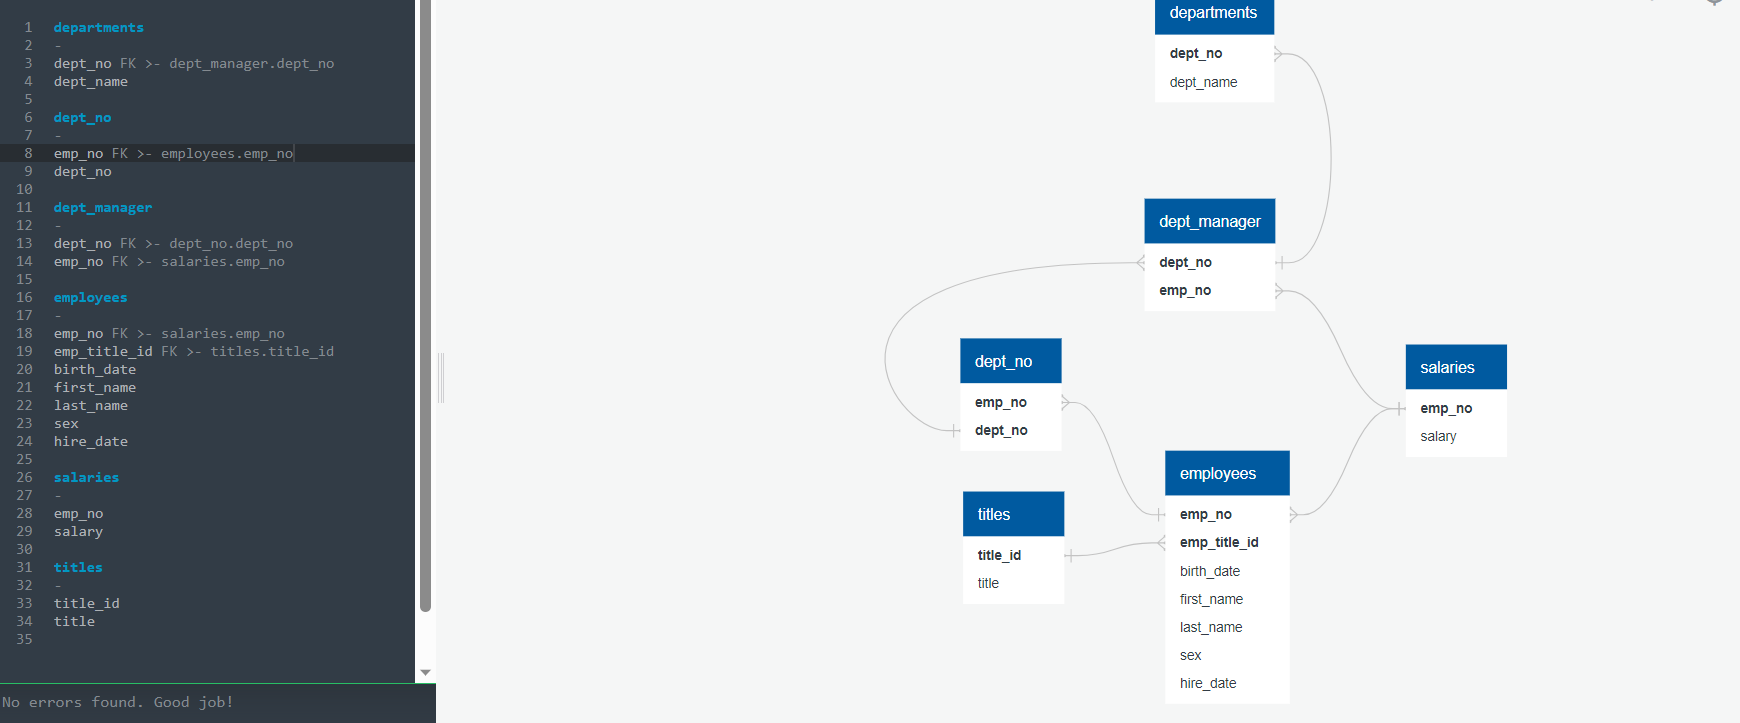 1 departments
2 -
3 dept_no FK >- dept_manager.dept_no
4 dept_name
5
6 dept_no
7 -
8 emp_no FK >- employees.emp_no
9 dept_no
10
11 dept_manager
12 -
13 dept_no FK >- dept_no.dept_no
14 emp_no FK >- salaries.emp_no
15
16 employees
17 -
18 emp_no FK >- salaries.emp_no
19 emp_title_id FK >- titles.title_id
20 birth_date
21 first_name
22 last_name
23 sex
24 hire_date
25
26 salaries
27 -
28 emp_no
29 salary
30
31 titles
32 -
33 title_id
34 title
35
No errors found. Good job!
departments
dept_no
dept_name
dept_manager
dept_no
emp_no
dept_no
emp_no
dept_no
salaries
emp_no
salary
employees
emp_no
emp_title_id
birth_date
first_name
last_name
sex
hire_date
titles
title_id
title